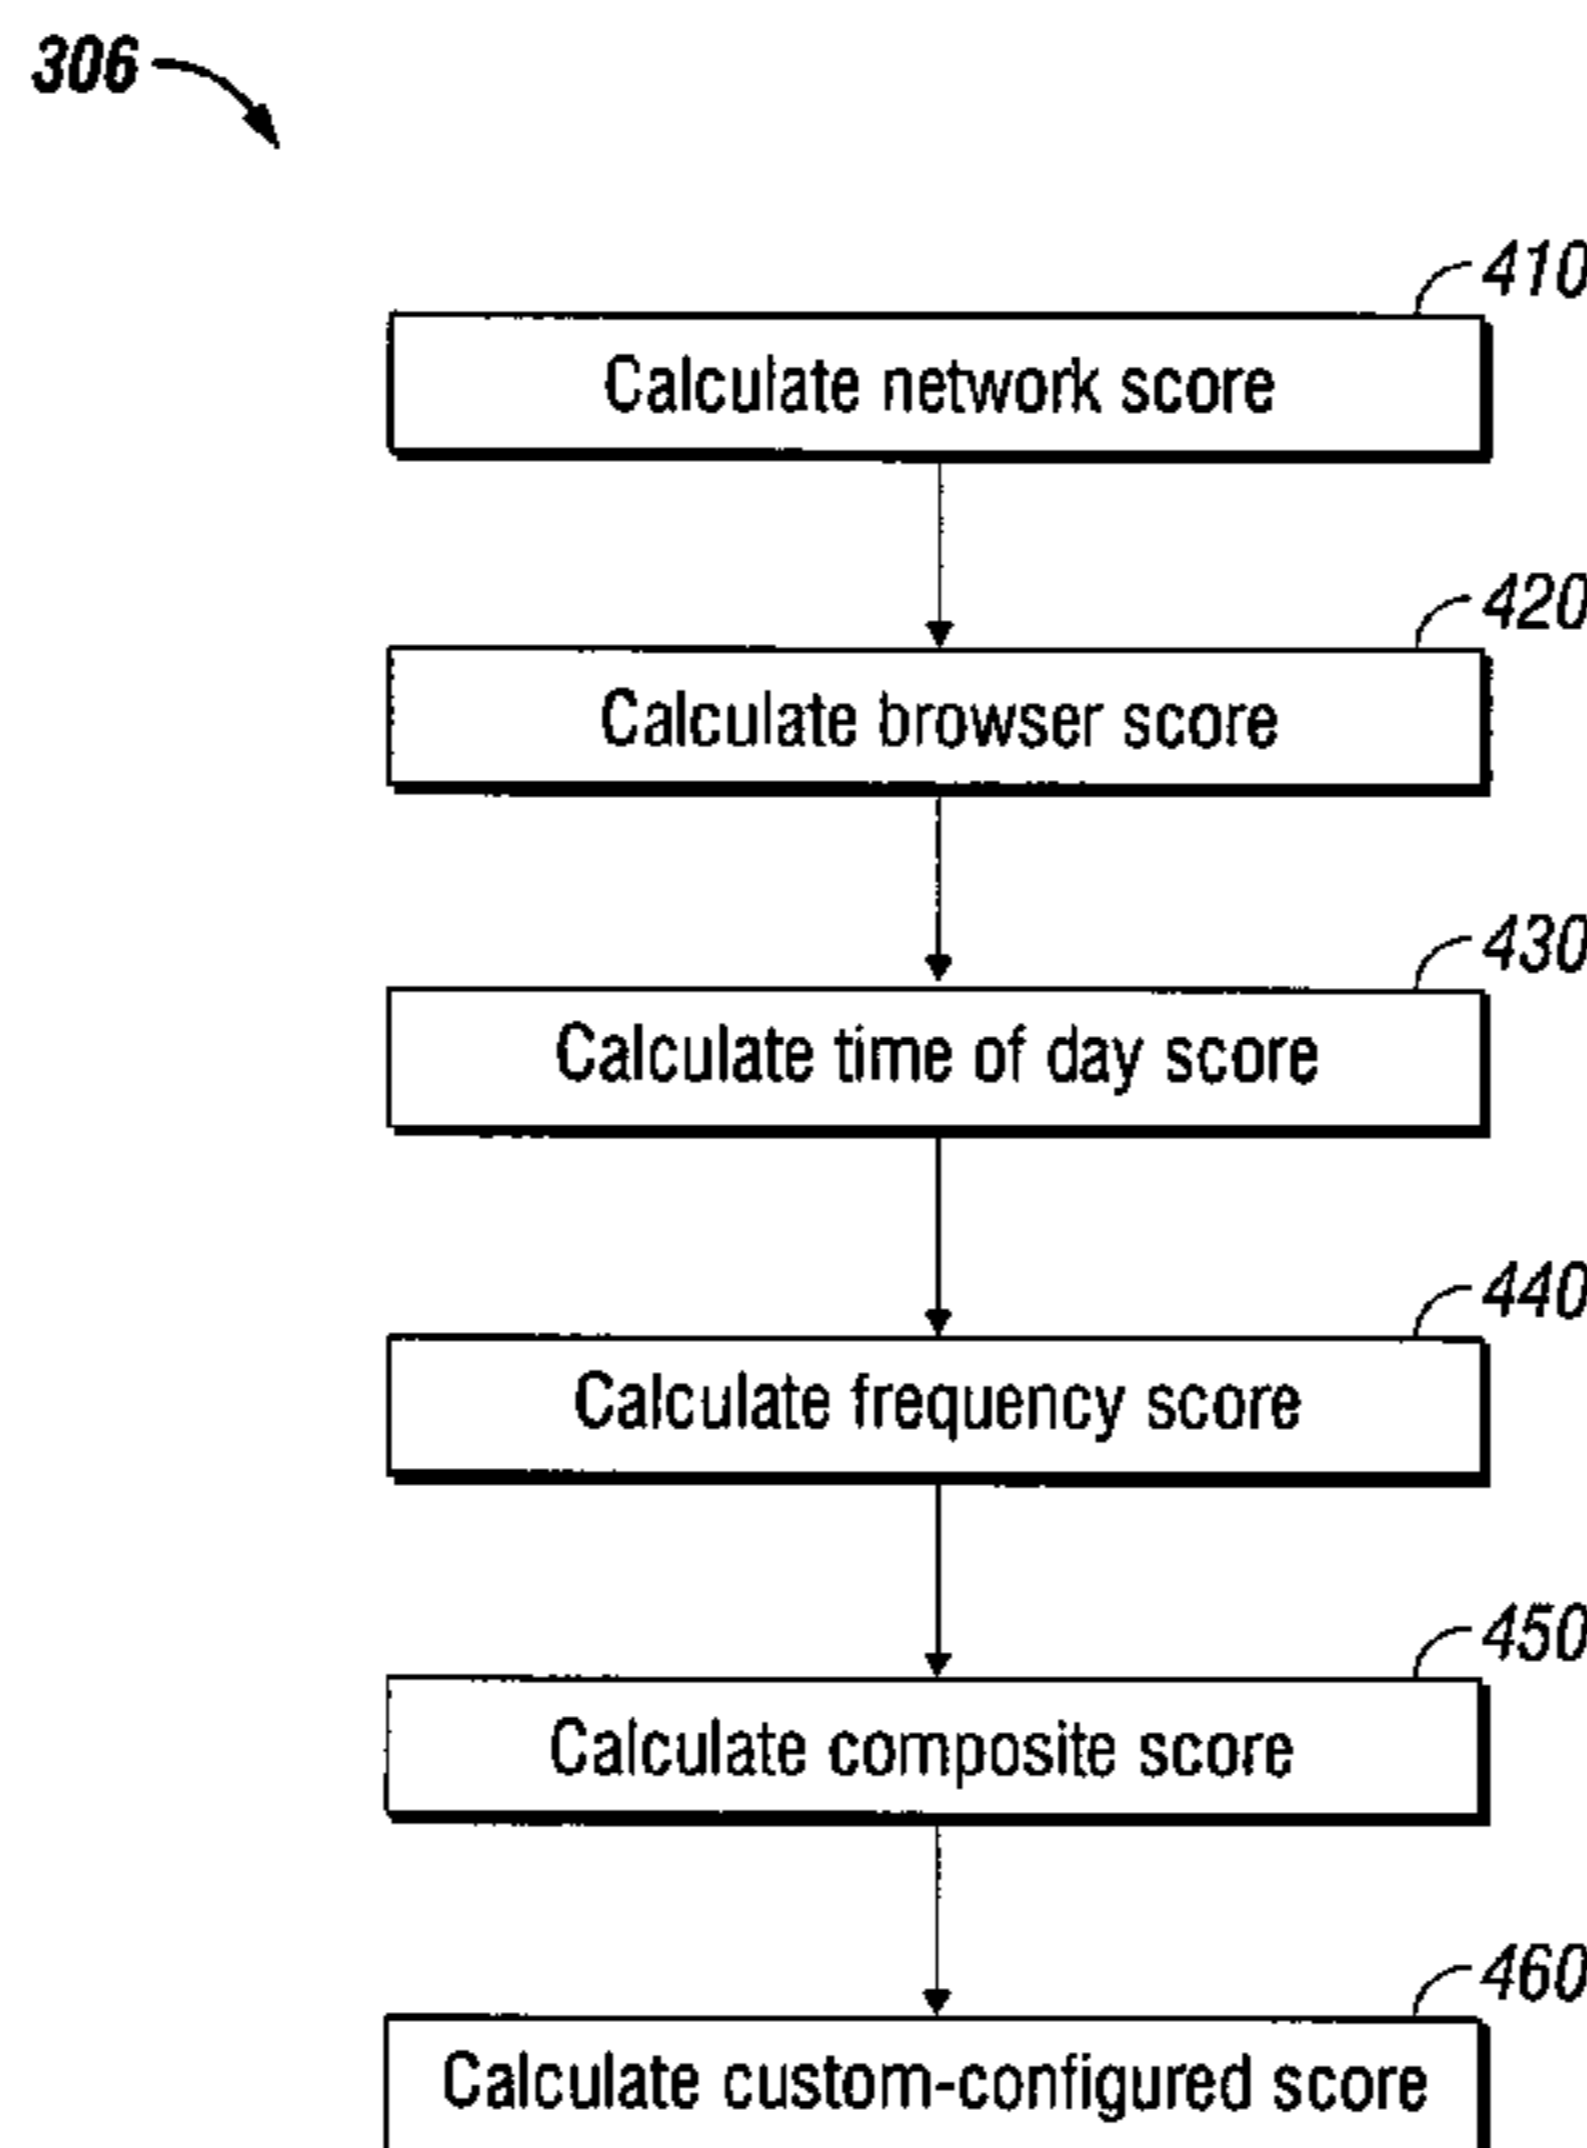 306
410
Calculate network score
420
Calculate browser score
430
Calculate time of day score
440
Calculate frequency score
450
Calculate composite score
460
Calculate custom-configured score